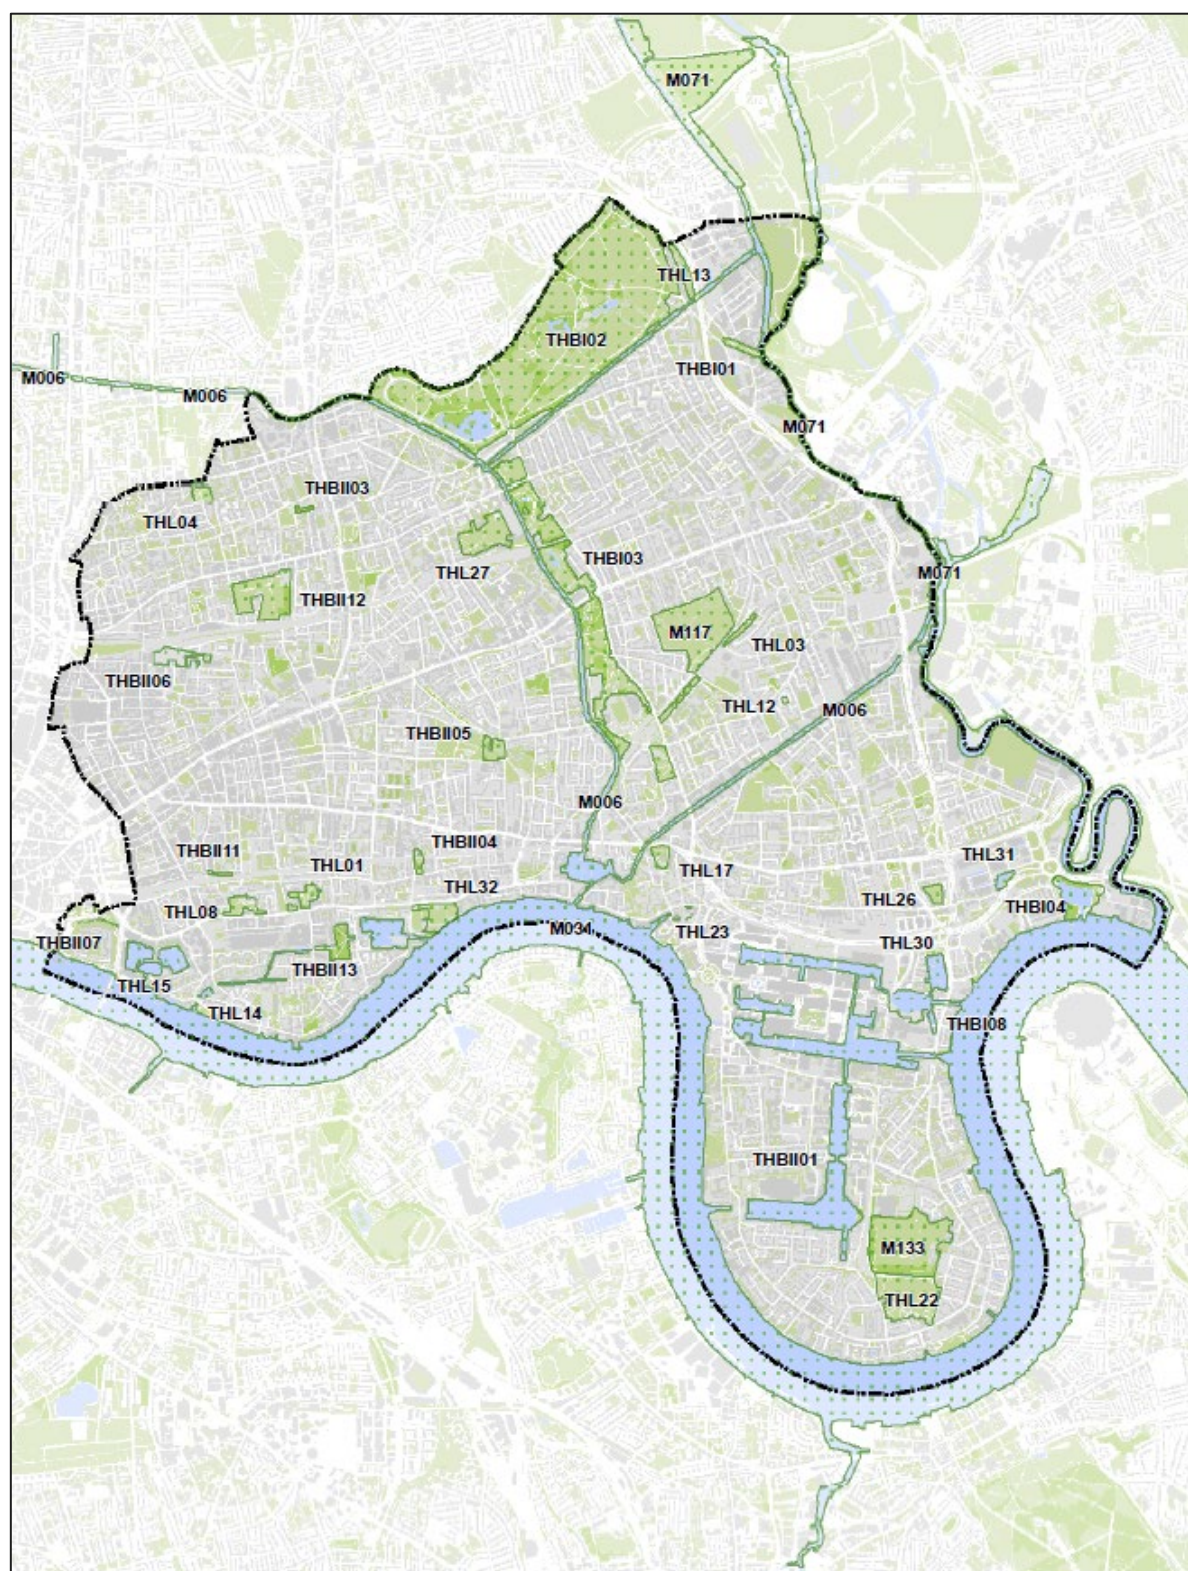 M071
THL13
THBI02
THBI01
M006
M006
M071
THBII03
THL04
THBI03
THL27
M071
THBII12
M117
THL03
THBII06
THL12
M006
THBII05
M006
THBII04
THBII11
THL01
THL17
THL31
THL32
THL26
THBI04
THL08
M034
THL23
THBII07
THL30
THBII13
THL15
THL14
THBI08
THBII01
M133
THL22